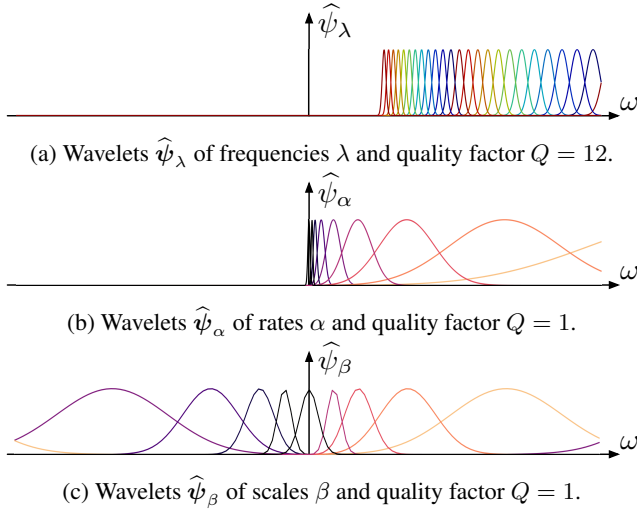 ψ̂_λ
ω
(a) Wavelets ψ̂_λ of frequencies λ and quality factor Q = 12.
ψ̂_α
ω
(b) Wavelets ψ̂_α of rates α and quality factor Q = 1.
ψ̂_β
ω
(c) Wavelets ψ̂_β of scales β and quality factor Q = 1.